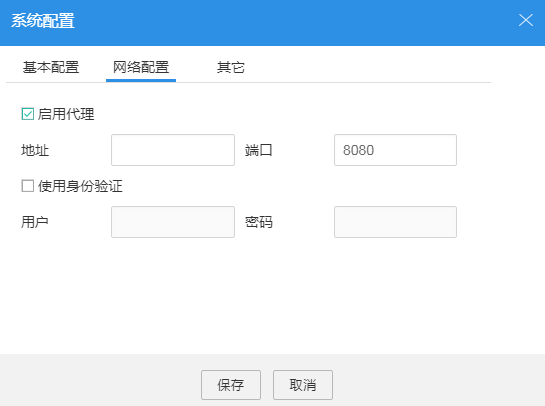 系统配置
基本配置 网络配置 其它
启用代理
地址 端口 8080
使用身份验证
用户 密码
保存 取消